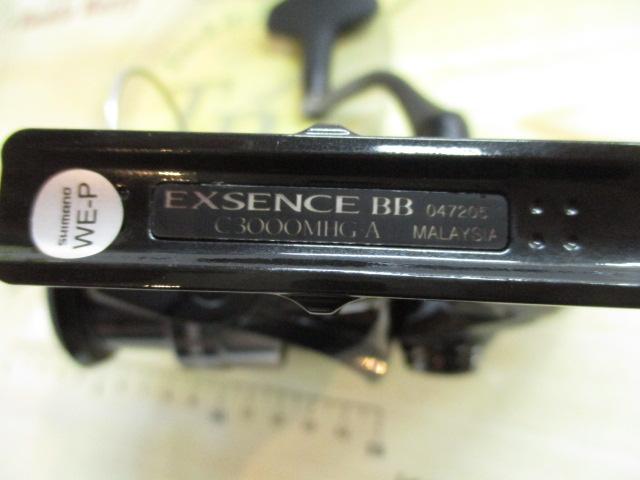 SHIMANO
WE-P
EXSENCE BB 047205
C3000MHG A MALAYSIA